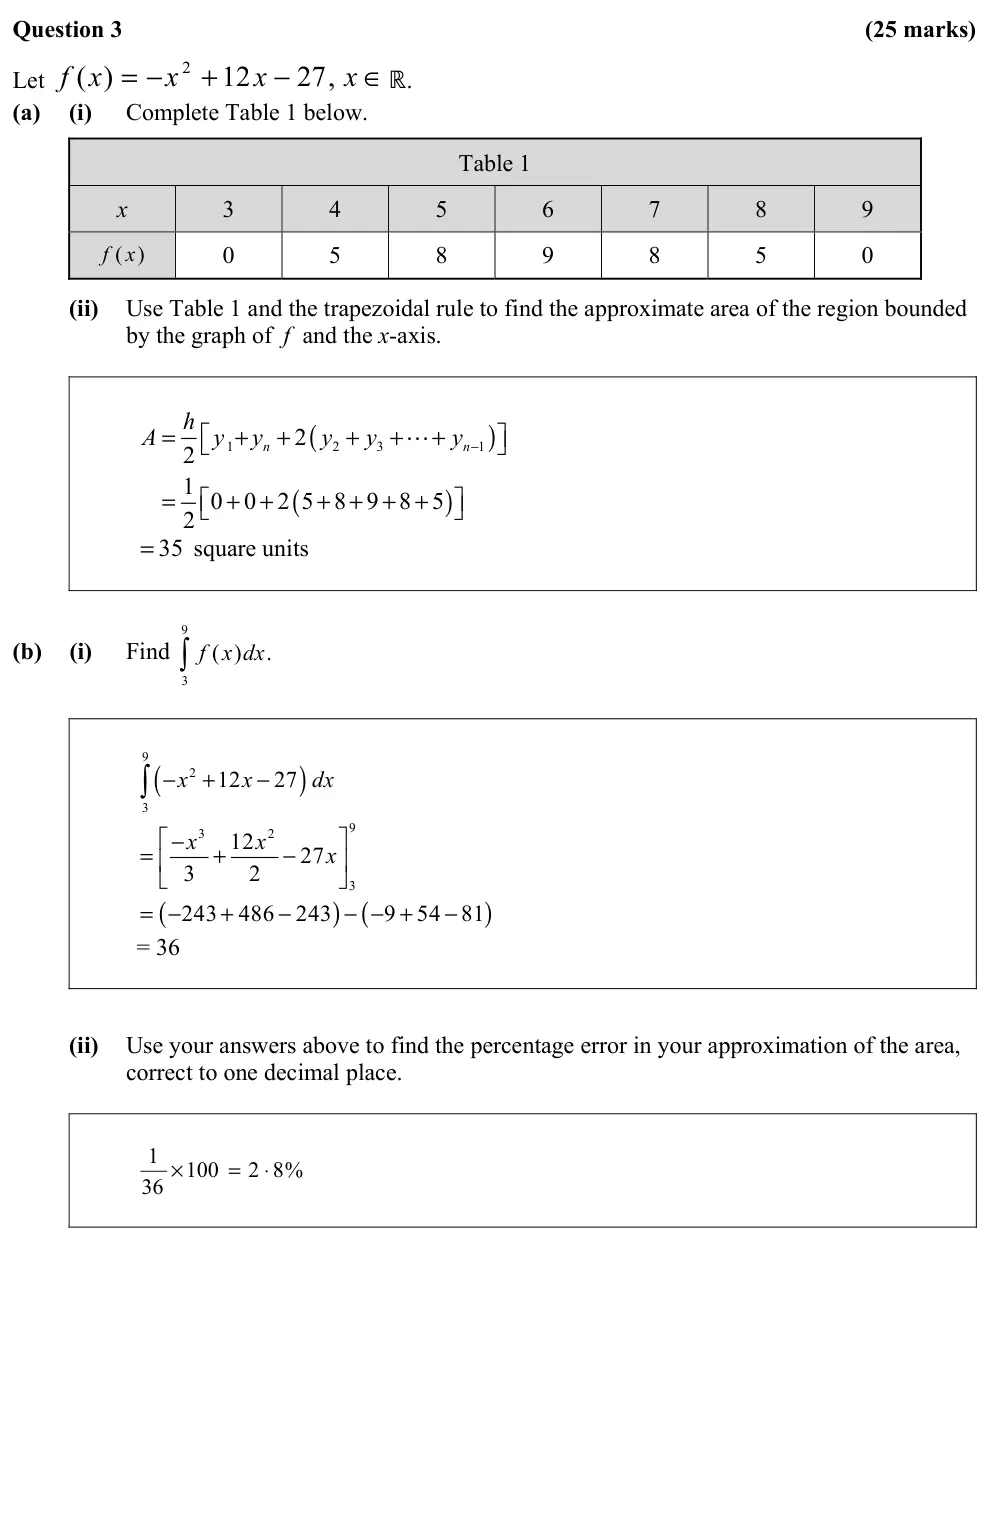 Question 3 (25 marks)
Let f(x) = −x² + 12x − 27, x ∈ ℝ.
(a) (i) Complete Table 1 below.
Table 1
x 3 4 5 6 7 8 9
f(x) 0 5 8 9 8 5 0
(ii) Use Table 1 and the trapezoidal rule to find the approximate area of the region bounded
by the graph of f and the x-axis.
A = h/2 [y₁ + yₙ + 2(y₂ + y₃ + ⋯ + yₙ₋₁)]
= 1/2 [0 + 0 + 2(5 + 8 + 9 + 8 + 5)]
= 35 square units
(b) (i) Find ∫₃⁹ f(x)dx.
∫₃⁹ (−x² + 12x − 27) dx
= [−x³/3 + 12x²/2 − 27x]₃⁹
= (−243 + 486 − 243) − (−9 + 54 − 81)
= 36
(ii) Use your answers above to find the percentage error in your approximation of the area,
correct to one decimal place.
1/36 × 100 = 2·8%